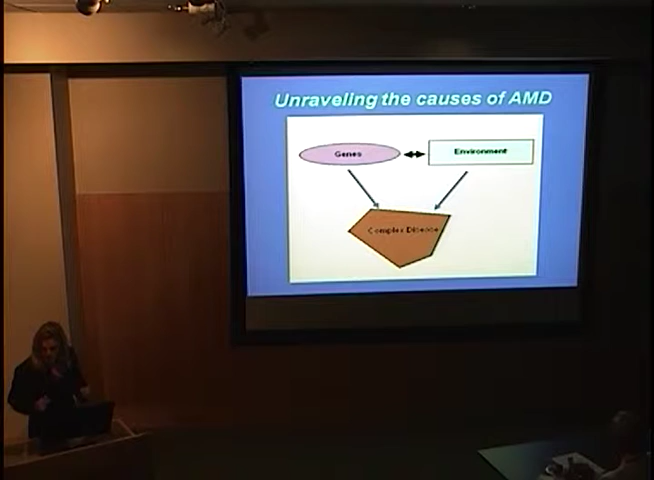 Unraveling the causes of AMD
Genes
Environment
Complex Disease